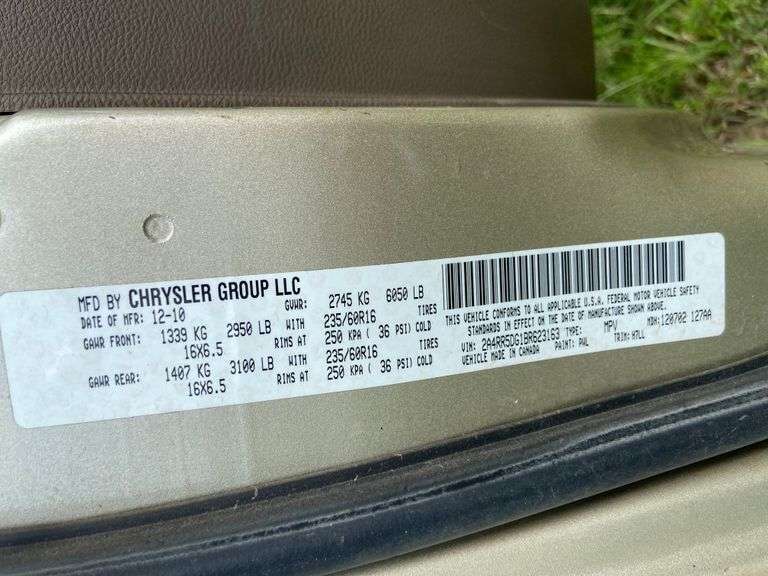 MFD BY CHRYSLER GROUP LLC
DATE OF MFR: 12-10 GVWR: 2745 KG 6050 LB
GAWR FRONT: 1339 KG 2950 LB WITH 235/60R16 TIRES
16X6.5 RIMS AT 250 KPA ( 36 PSI) COLD
GAWR REAR: 1407 KG 3100 LB WITH 235/60R16 TIRES
16X6.5 RIMS AT 250 KPA ( 36 PSI) COLD
THIS VEHICLE CONFORMS TO ALL APPLICABLE U.S.A. FEDERAL MOTOR VEHICLE SAFETY
STANDARDS IN EFFECT ON THE DATE OF MANUFACTURE SHOWN ABOVE.
VIN: 2A4RR5DG1BR623163 TYPE: MPV MDH: 120702 127AA
MADE IN CANADA PAINT: PWL TRIM: H7LL